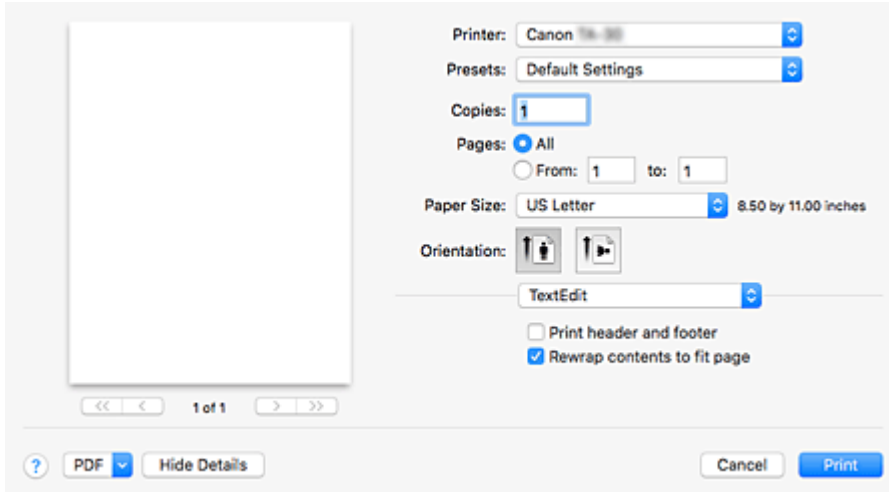 Printer: Canon
Presets: Default Settings
Copies: 1
Pages: All
From: 1 to: 1
Paper Size: US Letter 8.50 by 11.00 inches
Orientation:
TextEdit
Print header and footer
Rewrap contents to fit page
<< < 1 of 1 > >>
? PDF Hide Details Cancel Print